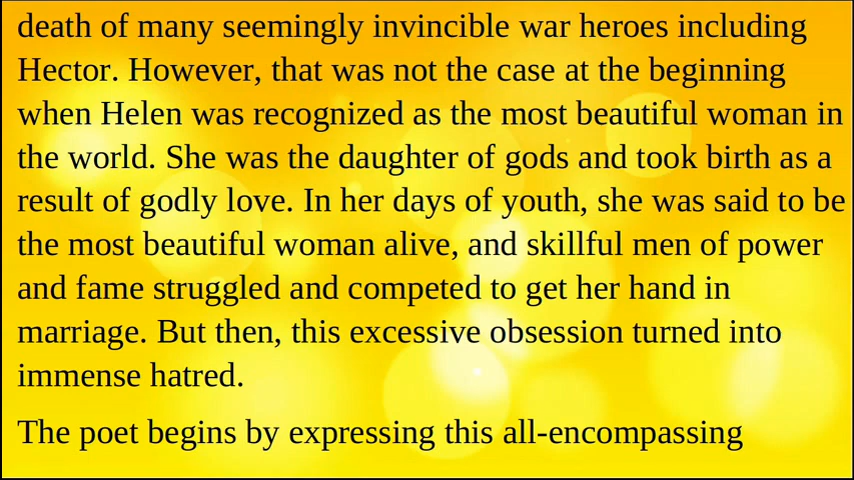 death of many seemingly invincible war heroes including
Hector. However, that was not the case at the beginning
when Helen was recognized as the most beautiful woman in
the world. She was the daughter of gods and took birth as a
result of godly love. In her days of youth, she was said to be
the most beautiful woman alive, and skillful men of power
and fame struggled and competed to get her hand in
marriage. But then, this excessive obsession turned into
immense hatred.
The poet begins by expressing this all-encompassing